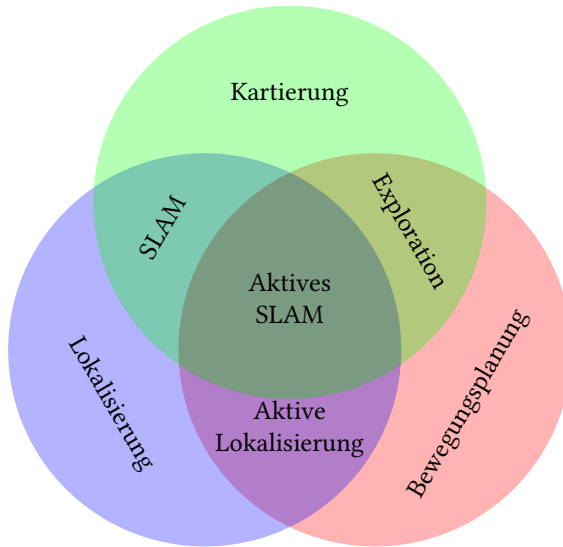 Kartierung
SLAM
Exploration
Aktives
SLAM
Lokalisierung
Aktive
Lokalisierung
Bewegungsplanung